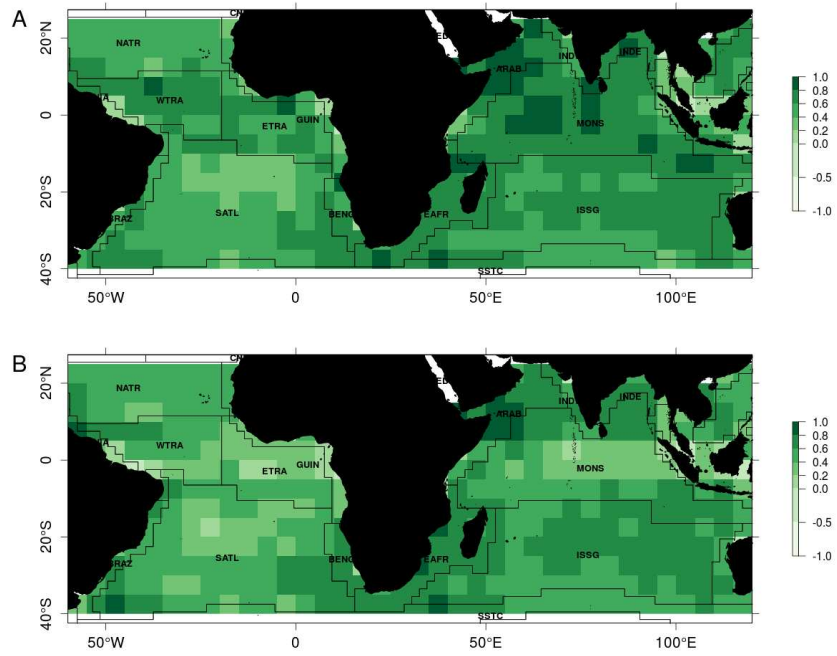 A
20°N
0
20°S
40°S
50°W
0
50°E
100°E
NATR
WTRA
ETRA
GUIN
SATL
BRAZ
BENG
EAFR
ARAB
IND
INDE
MONS
ISSG
SSTC
1.0
0.8
0.6
0.4
0.2
0.0
-0.5
-1.0
B
20°N
0
20°S
40°S
50°W
0
50°E
100°E
NATR
WTRA
ETRA
GUIN
SATL
BRAZ
BENG
EAFR
ARAB
IND
INDE
MONS
ISSG
SSTC
1.0
0.8
0.6
0.4
0.2
0.0
-0.5
-1.0